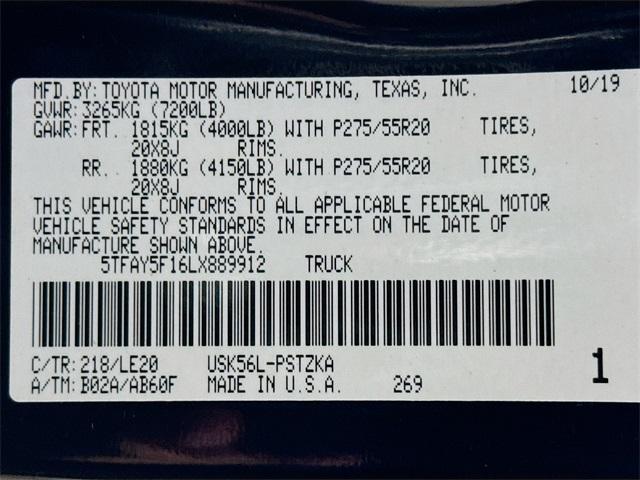 MFD.BY:TOYOTA MOTOR MANUFACTURING, TEXAS, INC. 10/19
GVWR:3265KG (7200LB)
GAWR:FRT. 1815KG (4000LB) WITH P275/55R20 TIRES,
20X8J RIMS.
RR. 1880KG (4150LB) WITH P275/55R20 TIRES,
20X8J RIMS.
THIS VEHICLE CONFORMS TO ALL APPLICABLE FEDERAL MOTOR
VEHICLE SAFETY STANDARDS IN EFFECT ON THE DATE OF
MANUFACTURE SHOWN ABOVE.
5TFAY5F16LX889912 TRUCK
C/TR:218/LE20 USK56L-PSTZKA
A/TM:B02A/AB60F MADE IN U.S.A. 269
1